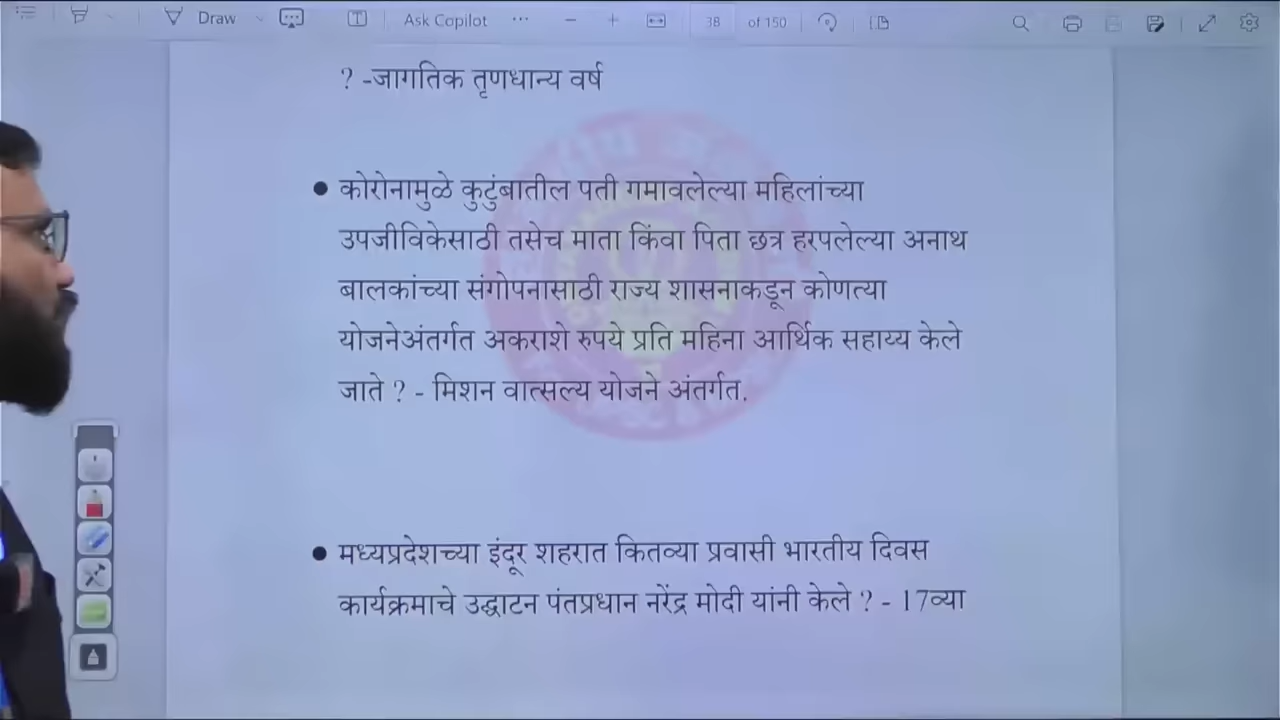 Draw
Ask Copilot
38 of 150
? -जागतिक तृणधान्य वर्ष
● कोरोनामुळे कुटुंबातील पती गमावलेल्या महिलांच्या
उपजीविकेसाठी तसेच माता किंवा पिता छत्र हरपलेल्या अनाथ
बालकांच्या संगोपनासाठी राज्य शासनाकडून कोणत्या
योजनेअंतर्गत अकराशे रुपये प्रति महिना आर्थिक सहाय्य केले
जाते ? - मिशन वात्सल्य योजने अंतर्गत.
● मध्यप्रदेशच्या इंदूर शहरात कितव्या प्रवासी भारतीय दिवस
कार्यक्रमाचे उद्घाटन पंतप्रधान नरेंद्र मोदी यांनी केले ? - 17व्या